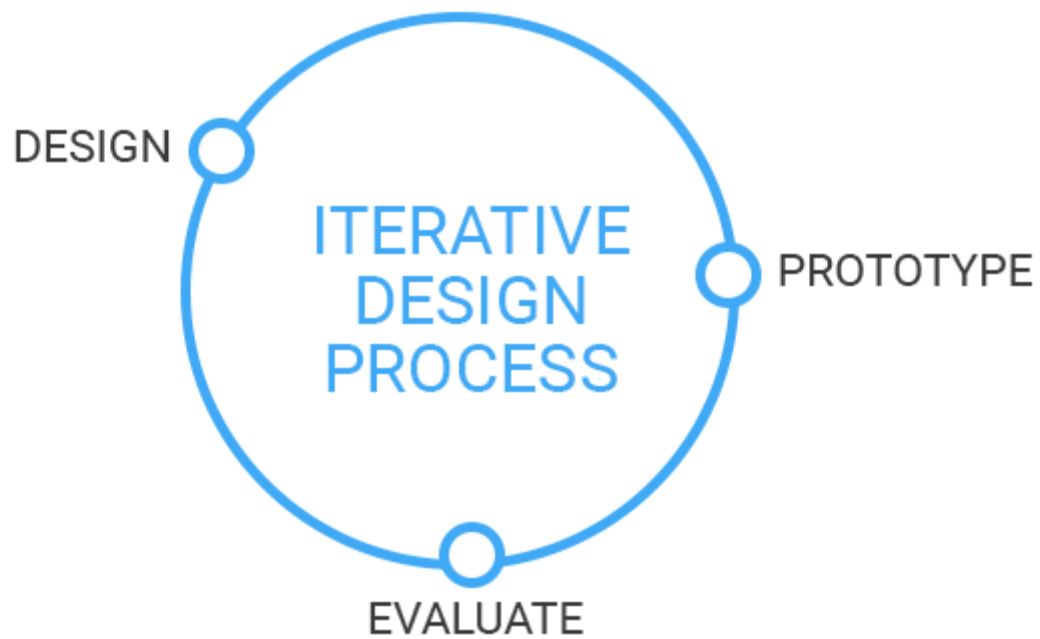 DESIGN
ITERATIVE
DESIGN
PROCESS
PROTOTYPE
EVALUATE